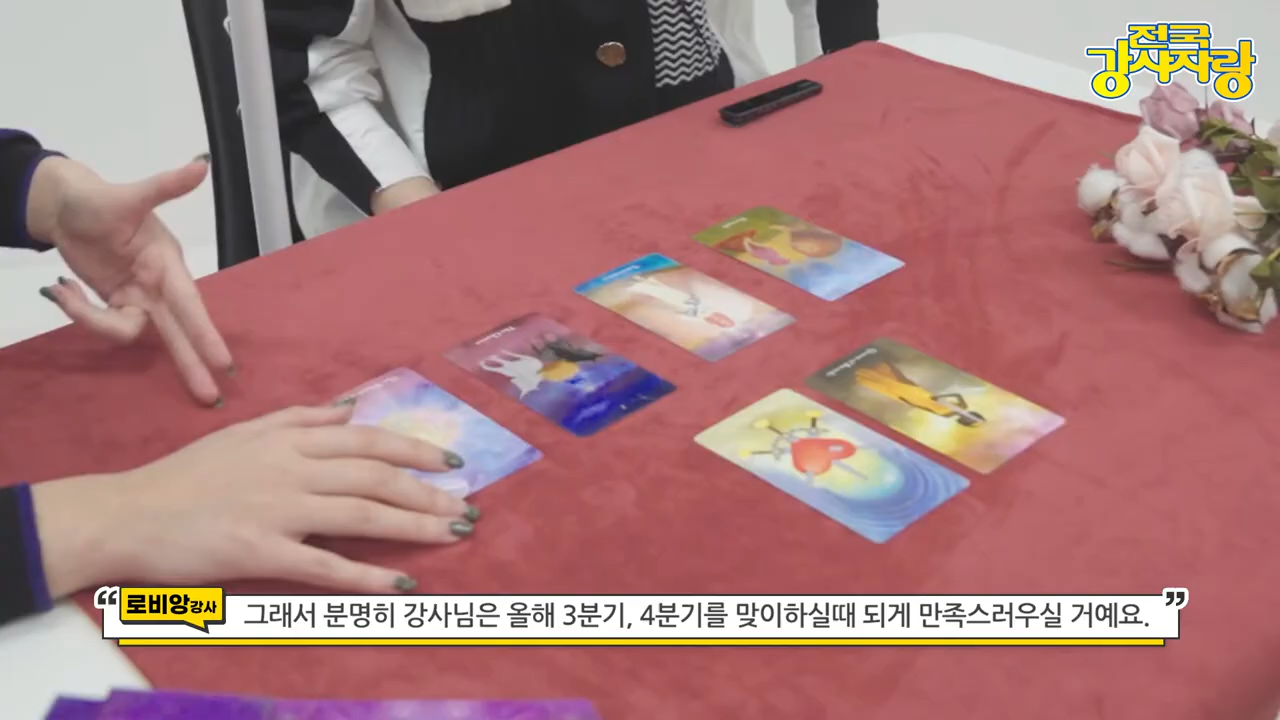 전국
강사자랑
“로비앙강사 그래서 분명히 강사님은 올해 3분기, 4분기를 맞이하실때 되게 만족스러우실 거예요.”